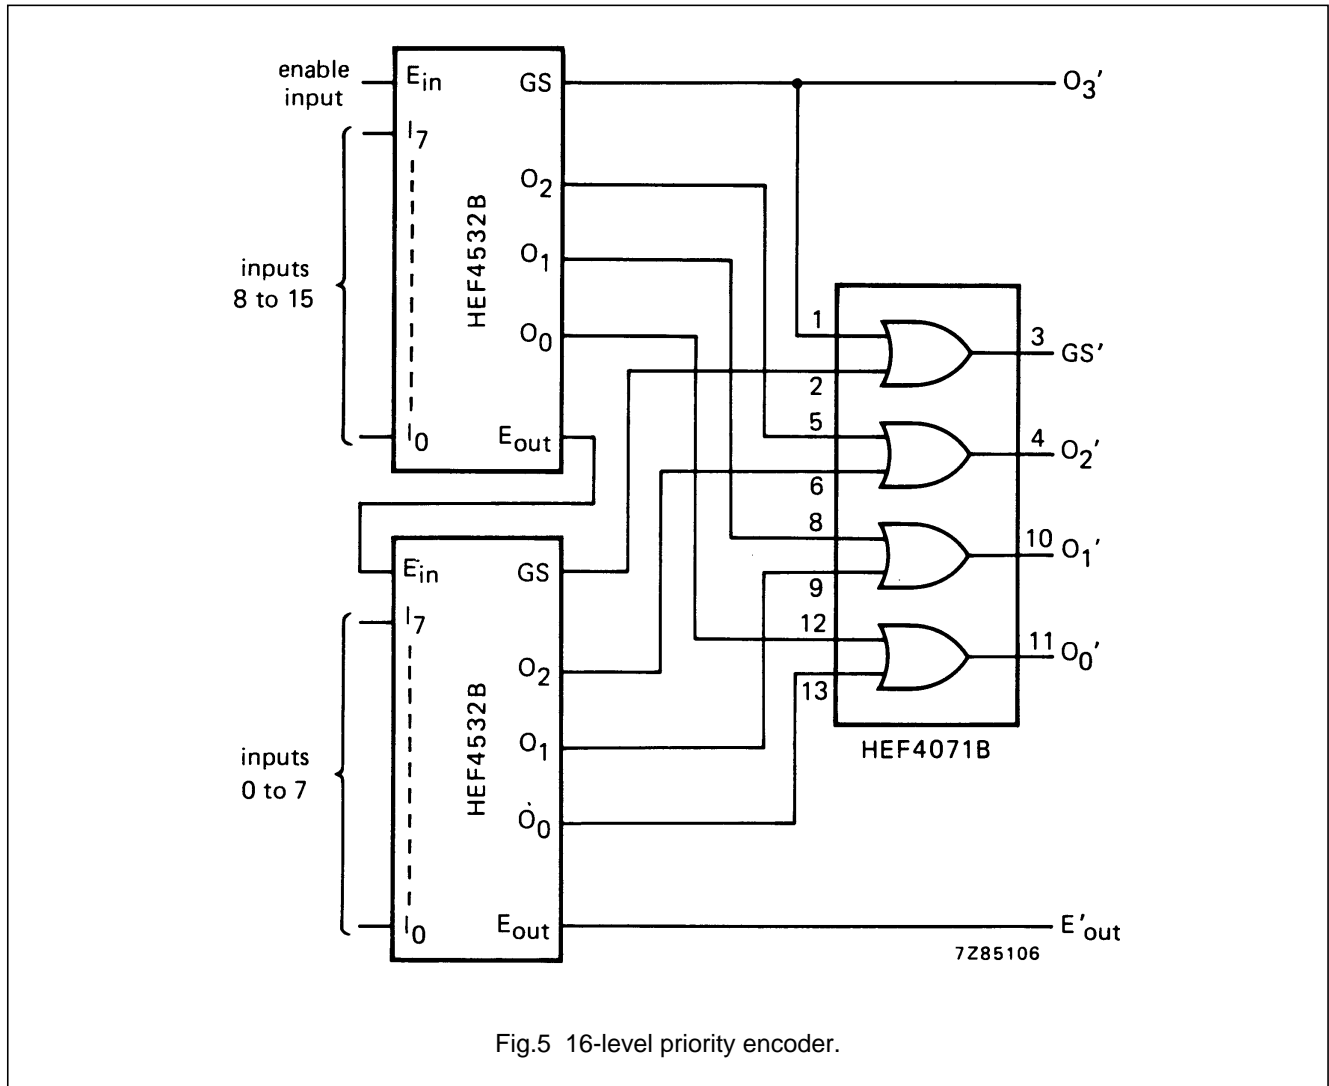 enable
input
E_in
GS
O_3'
I_7
O_2
HEF4532B
O_1
inputs
8 to 15
O_0
1
3
GS'
2
5
I_0
E_out
4
O_2'
6
8
10
O_1'
E_in
GS
9
I_7
12
11
O_0'
O_2
13
HEF4532B
O_1
HEF4071B
inputs
0 to 7
O_0
I_0
E_out
E'_out
7Z85106
Fig.5 16-level priority encoder.